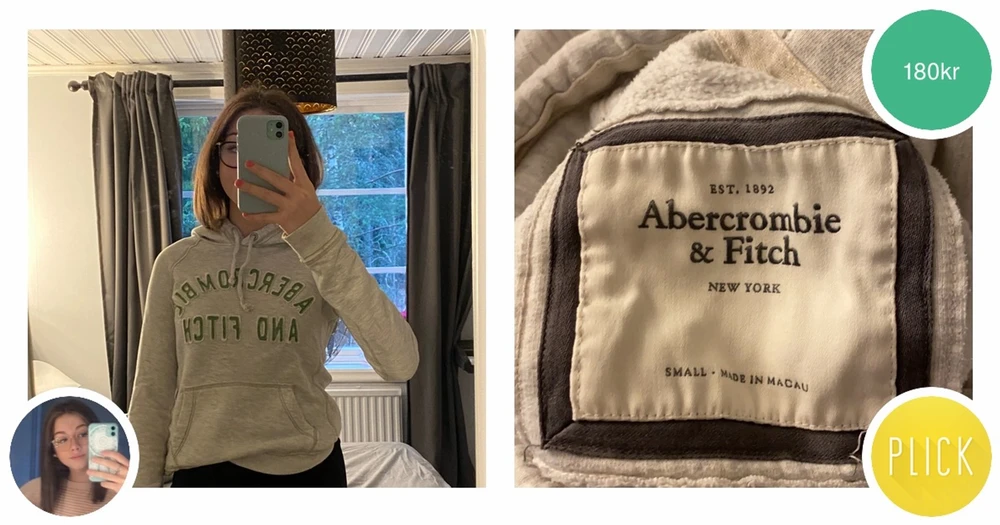 ABERCROMBIE
AND FITCH
EST. 1892
Abercrombie
& Fitch
NEW YORK
SMALL • MADE IN MACAU
180kr
PLICK